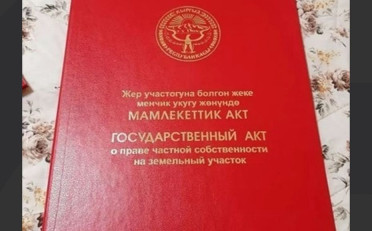 Жер участогуна болгон жеке
менчик укугу жөнүндө
МАМЛЕКЕТТИК АКТ
ГОСУДАРСТВЕННЫЙ АКТ
о праве частной собственности
на земельный участок